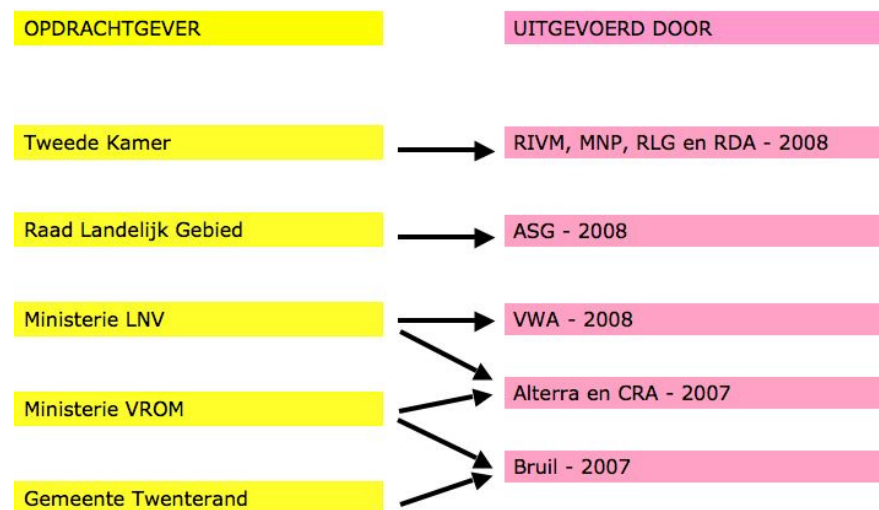 OPDRACHTGEVER
UITGEVOERD DOOR
Tweede Kamer
RIVM, MNP, RLG en RDA - 2008
Raad Landelijk Gebied
ASG - 2008
Ministerie LNV
VWA - 2008
Alterra en CRA - 2007
Ministerie VROM
Bruil - 2007
Gemeente Twenterand